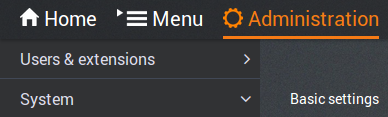 Home Menu Administration
Users & extensions
System Basic settings